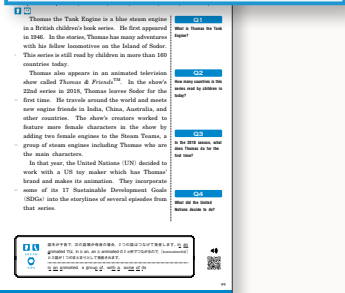 Thomas the Tank Engine is a blue steam engine
in a British children's book series. He first appeared
in 1946. In the stories, Thomas has many adventures
with his fellow locomotives on the Island of Sodor.
This series is still read by children in more than 160
countries today.
Thomas also appears in an animated television
show called Thomas & Friends™. In the show's
22nd series in 2018, Thomas leaves Sodor for the
first time. He travels around the world and meets
new engine friends in India, China, Australia, and
other countries. The show's creators worked to
feature more female characters in the show by
adding two female engines to the Steam Teams, a
group of steam engines including Thomas who are
the main characters.
In that year, the United Nations (UN) decided to
work with a US toy maker which has Thomas'
brand and makes its animation. They incorporate
some of its 17 Sustainable Development Goals
(SDGs) into the storylines of several episodes from
that series.
Q1
What is Thomas the Tank
Engine?
Q2
How many countries is this
series read by children in
today?
Q3
In the 2018 season, what
does Thomas do for the
first time?
Q4
What did the United
Nations decide to do?
in an animated, a group of, with a, some of its